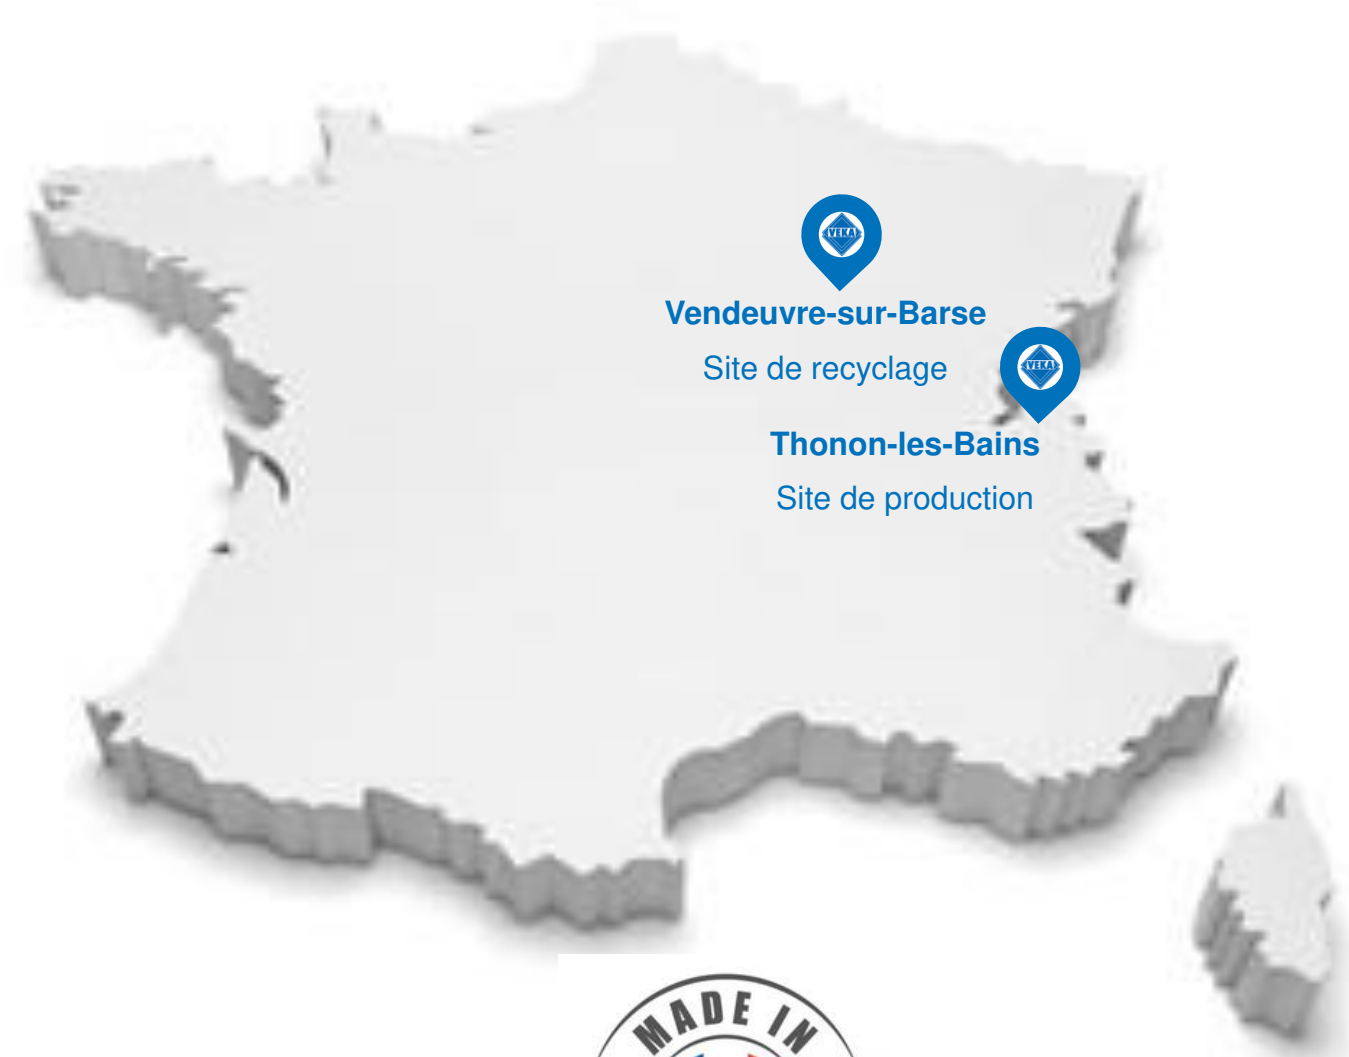 VEKA
Vendeuvre-sur-Barse
Site de recyclage
VEKA
Thonon-les-Bains
Site de production
MADE IN